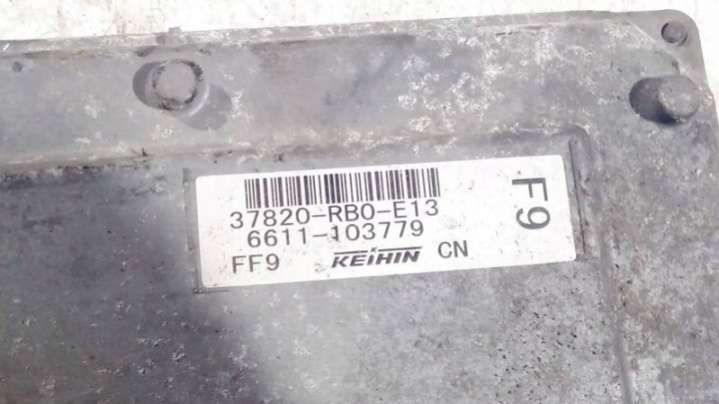 37820-RB0-E13
6611-103779
FF9 KEIHIN CN
F9